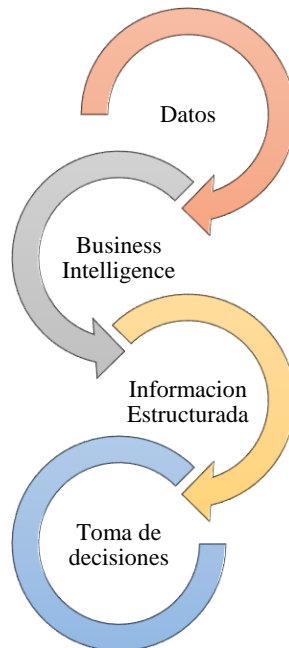 Datos
Business
Intelligence
Informacion
Estructurada
Toma de
decisiones